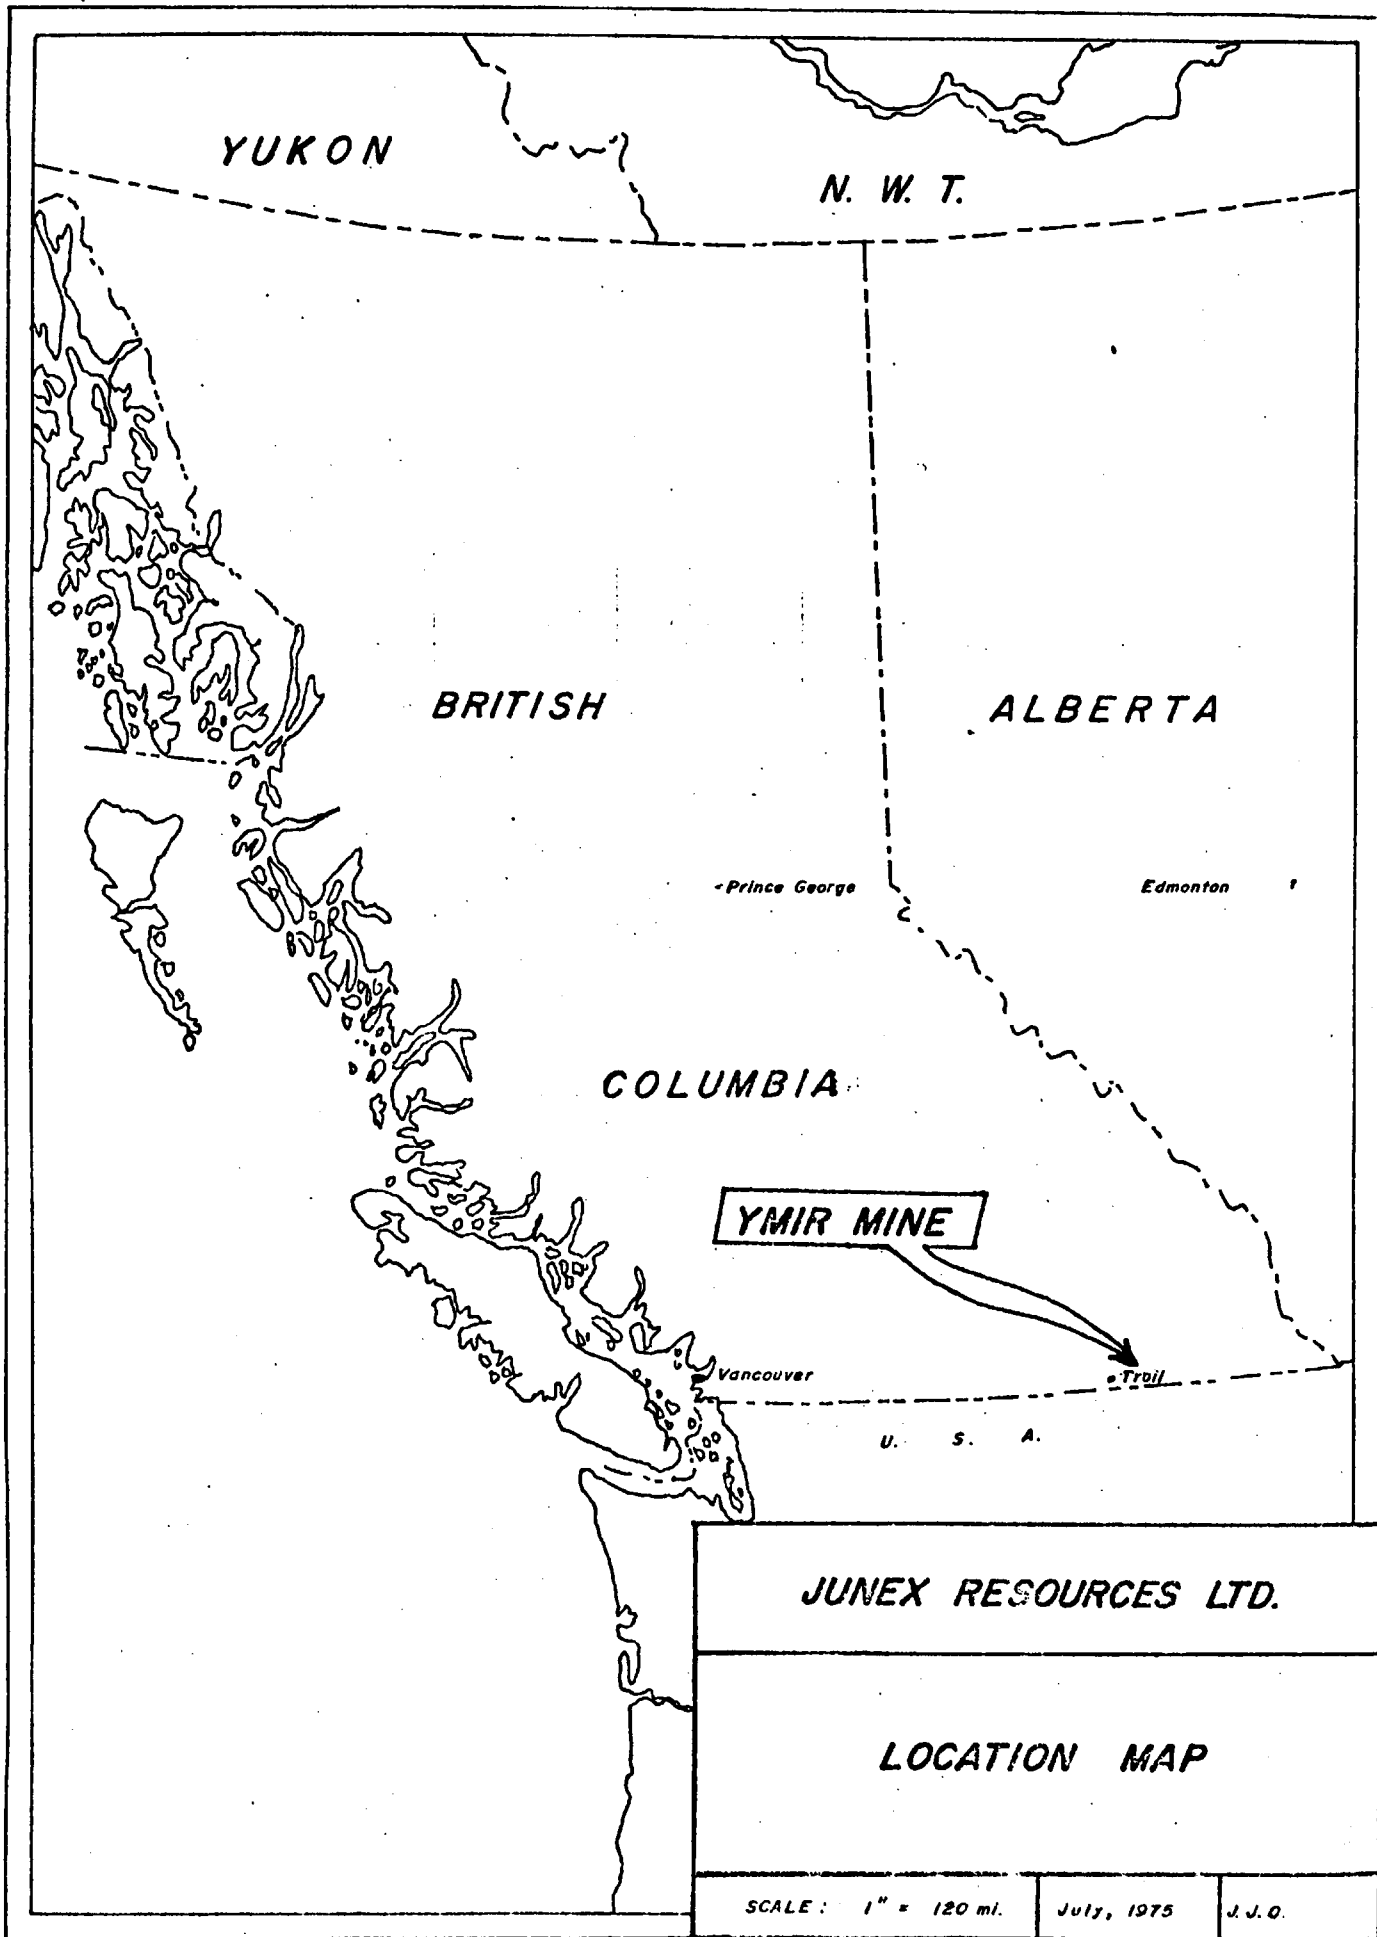 YUKON
N. W. T.
BRITISH
ALBERTA
Prince George
Edmonton
COLUMBIA
YMIR MINE
Vancouver
Trail
U. S. A.
JUNEX RESOURCES LTD.
LOCATION MAP
SCALE : 1" = 120 mi.
July, 1975
J. J. O.